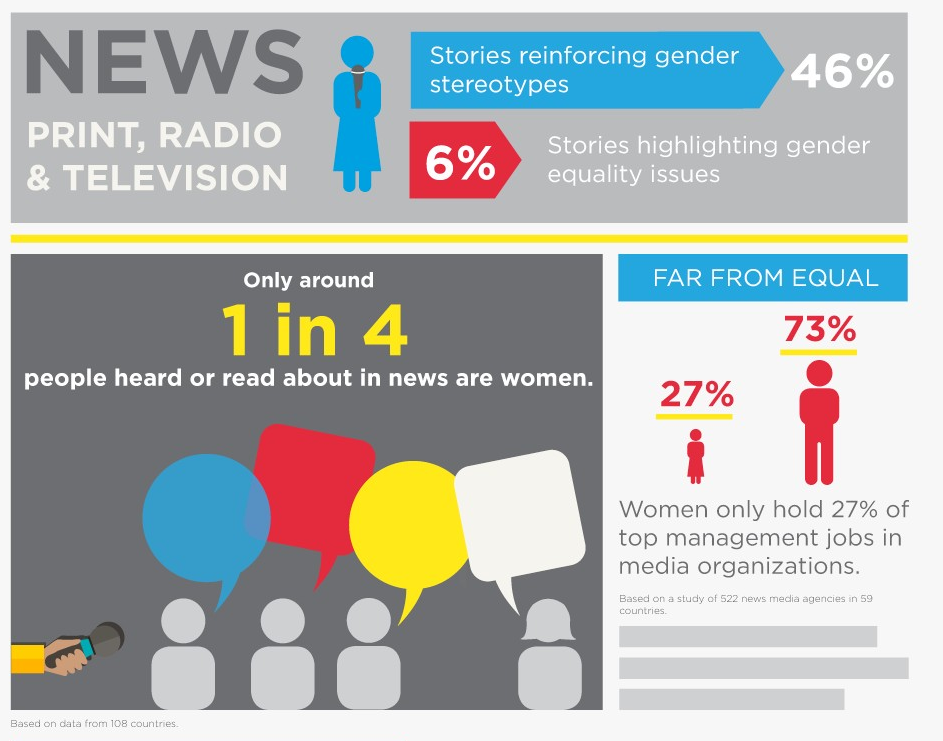 NEWS
PRINT, RADIO
& TELEVISION
Stories reinforcing gender
stereotypes
46%
6%
Stories highlighting gender
equality issues
Only around
1 in 4
people heard or read about in news are women.
Based on data from 108 countries.
FAR FROM EQUAL
73%
27%
Women only hold 27% of
top management jobs in
media organizations.
Based on a study of 522 news media agencies in 59
countries.